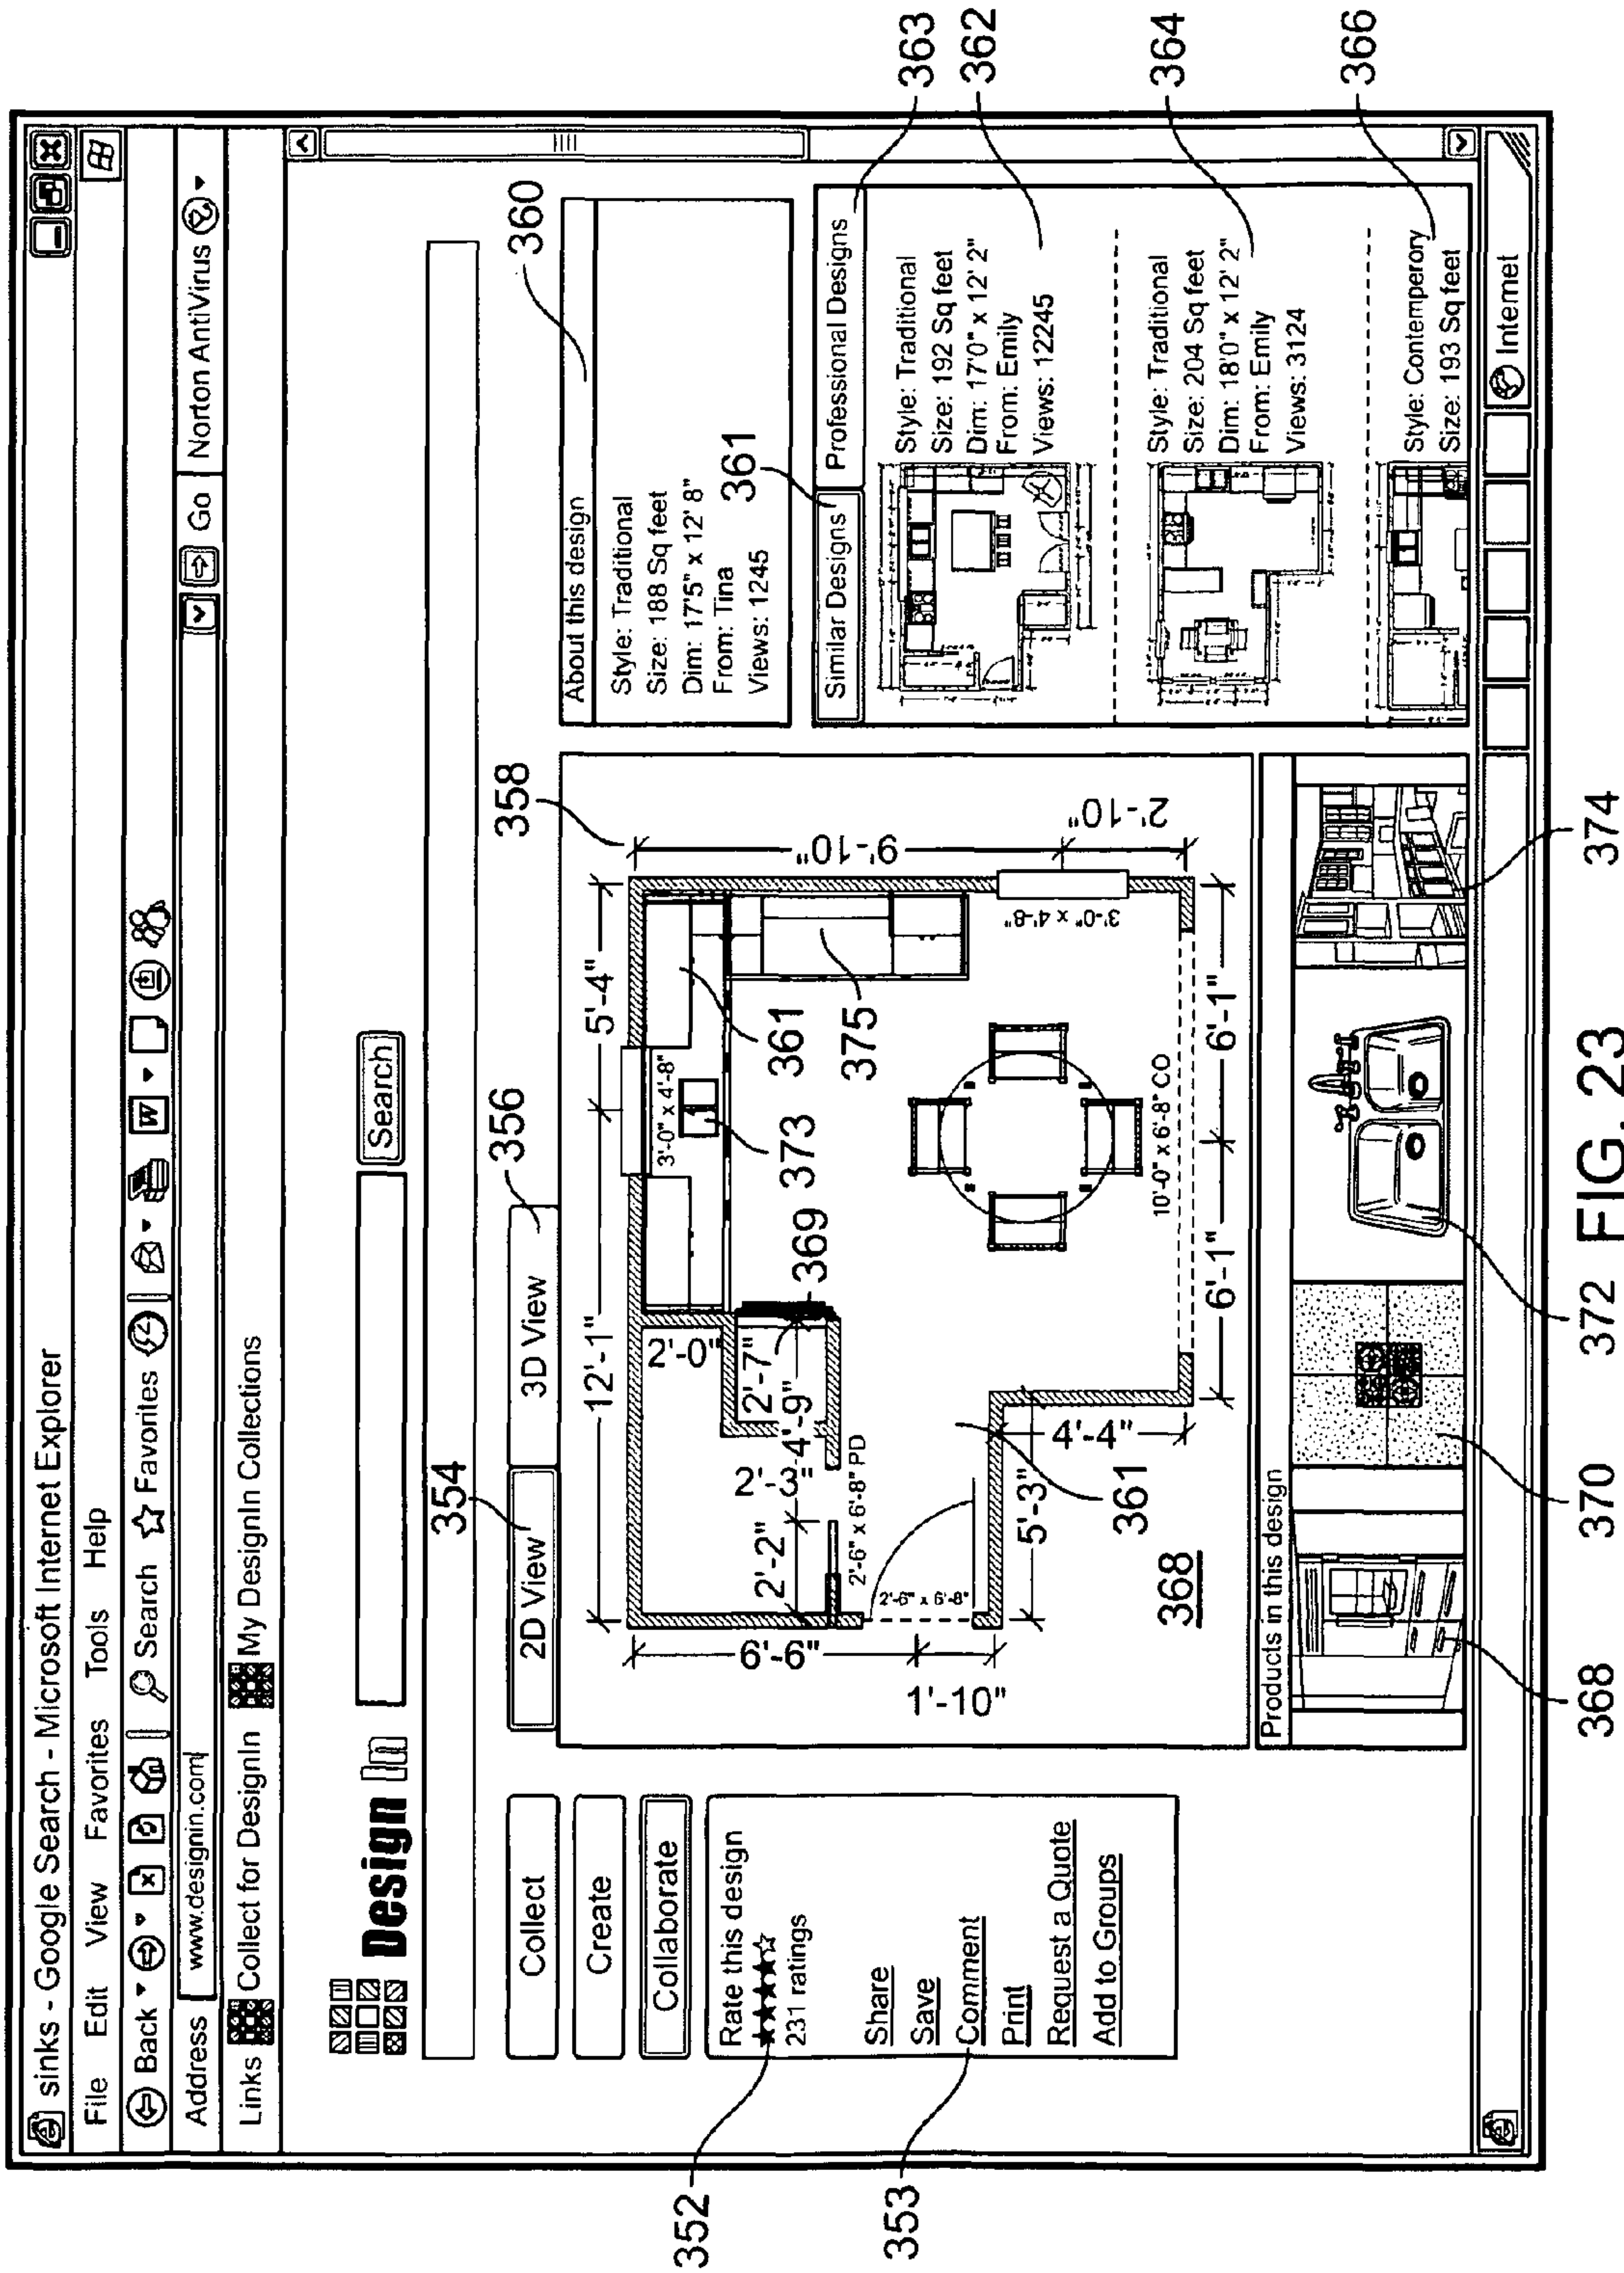 sinks - Google Search - Microsoft Internet Explorer
File Edit View Favorites Tools Help
Back Search Favorites W
Address www.designin.com Go Norton AntiVirus
Links Collect for DesignIn My DesignIn Collections
Design In
Search
354
356
358
360
2D View
3D View
Collect
Create
Collaborate
Rate this design
231 ratings
Share
Save
Comment
Print
Request a Quote
Add to Groups
352
353
12'-1"
5'-4"
3'-0" x 4'-8"
2'-0"
2'-7"
4'-9"
2'-3"
2'-2"
6'-6"
1'-10"
2'-6" x 6'-8" PD
2'-6" x 6'-8"
369
373
361
375
9'-10"
2'-10"
3'-0" x 4'-8"
4'-4"
5'-3"
361
368
10'-0" x 6'-8" CO
6'-1"
6'-1"
About this design
Style: Traditional
Size: 188 Sq feet
Dim: 17'5" x 12' 8"
From: Tina
Views: 1245
361
Similar Designs
Professional Designs
363
Style: Traditional
Size: 192 Sq feet
Dim: 17'0" x 12' 2"
From: Emily
Views: 12245
362
Style: Traditional
Size: 204 Sq feet
Dim: 18'0" x 12' 2"
From: Emily
Views: 3124
364
Style: Contemperory
Size: 193 Sq feet
366
Products in this design
Internet
368
370
372
374
FIG. 23